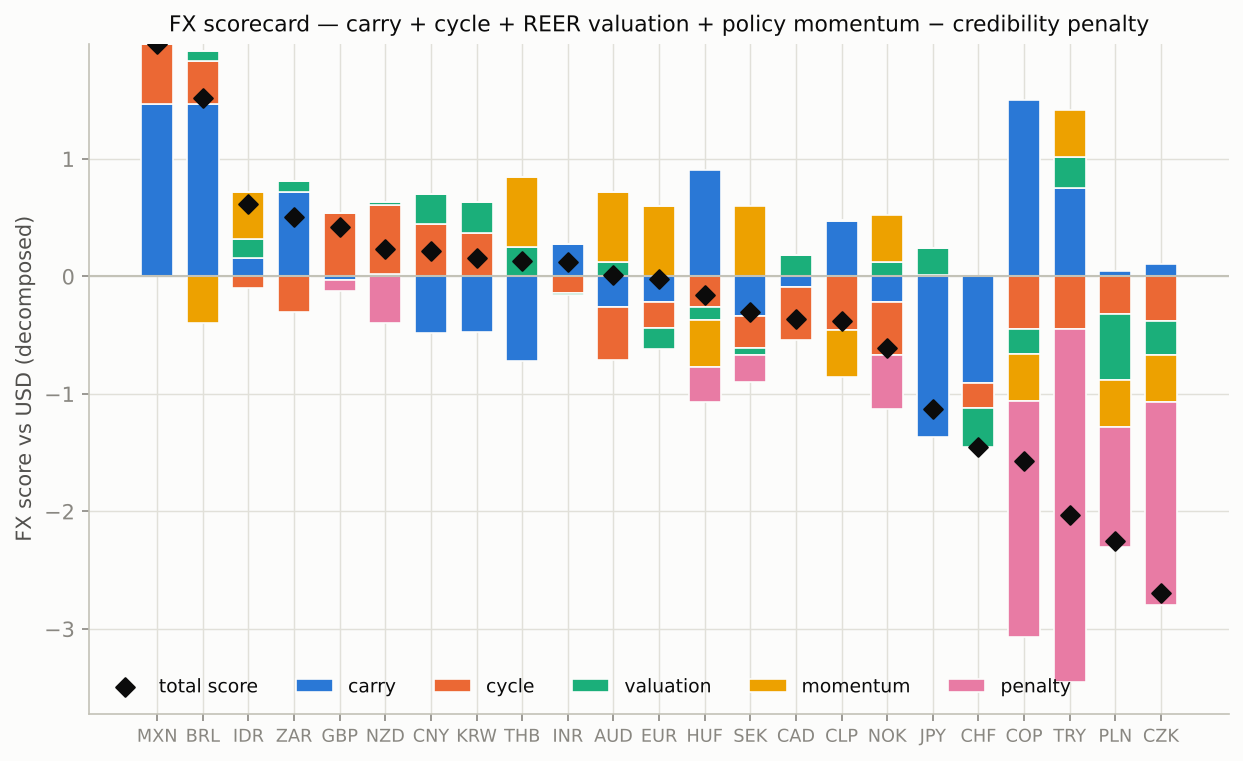 FX scorecard — carry + cycle + REER valuation + policy momentum − credibility penalty
FX score vs USD (decomposed)
1
0
−1
−2
−3
total score carry cycle valuation momentum penalty
MXN BRL IDR ZAR GBP NZD CNY KRW THB INR AUD EUR HUF SEK CAD CLP NOK JPY CHF COP TRY PLN CZK